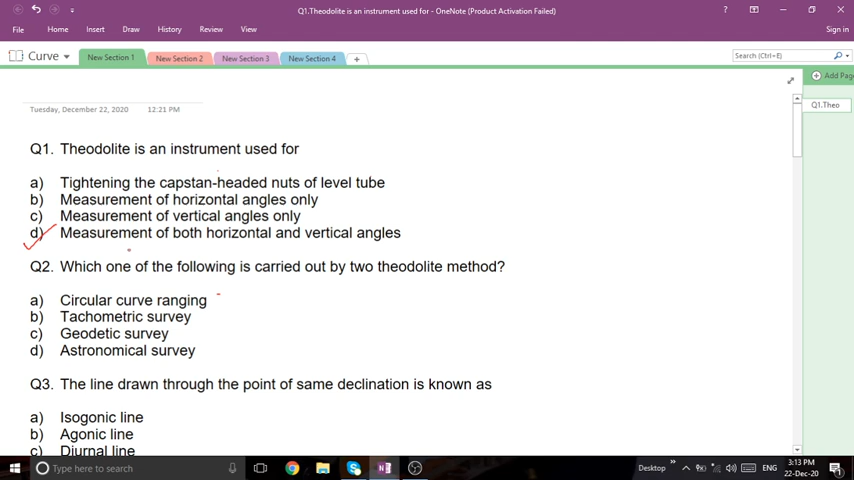 Q1.Theodolite is an instrument used for - OneNote (Product Activation Failed)
File Home Insert Draw History Review View Sign in
Curve New Section 1 New Section 2 New Section 3 New Section 4 Search (Ctrl+E)
Add Page
Q1.Theo
Tuesday, December 22, 2020 12:21 PM
Q1. Theodolite is an instrument used for
a) Tightening the capstan-headed nuts of level tube
b) Measurement of horizontal angles only
c) Measurement of vertical angles only
d) Measurement of both horizontal and vertical angles
Q2. Which one of the following is carried out by two theodolite method?
a) Circular curve ranging
b) Tachometric survey
c) Geodetic survey
d) Astronomical survey
Q3. The line drawn through the point of same declination is known as
a) Isogonic line
b) Agonic line
c) Diurnal line
Type here to search Desktop ENG 3:13 PM
22-Dec-20